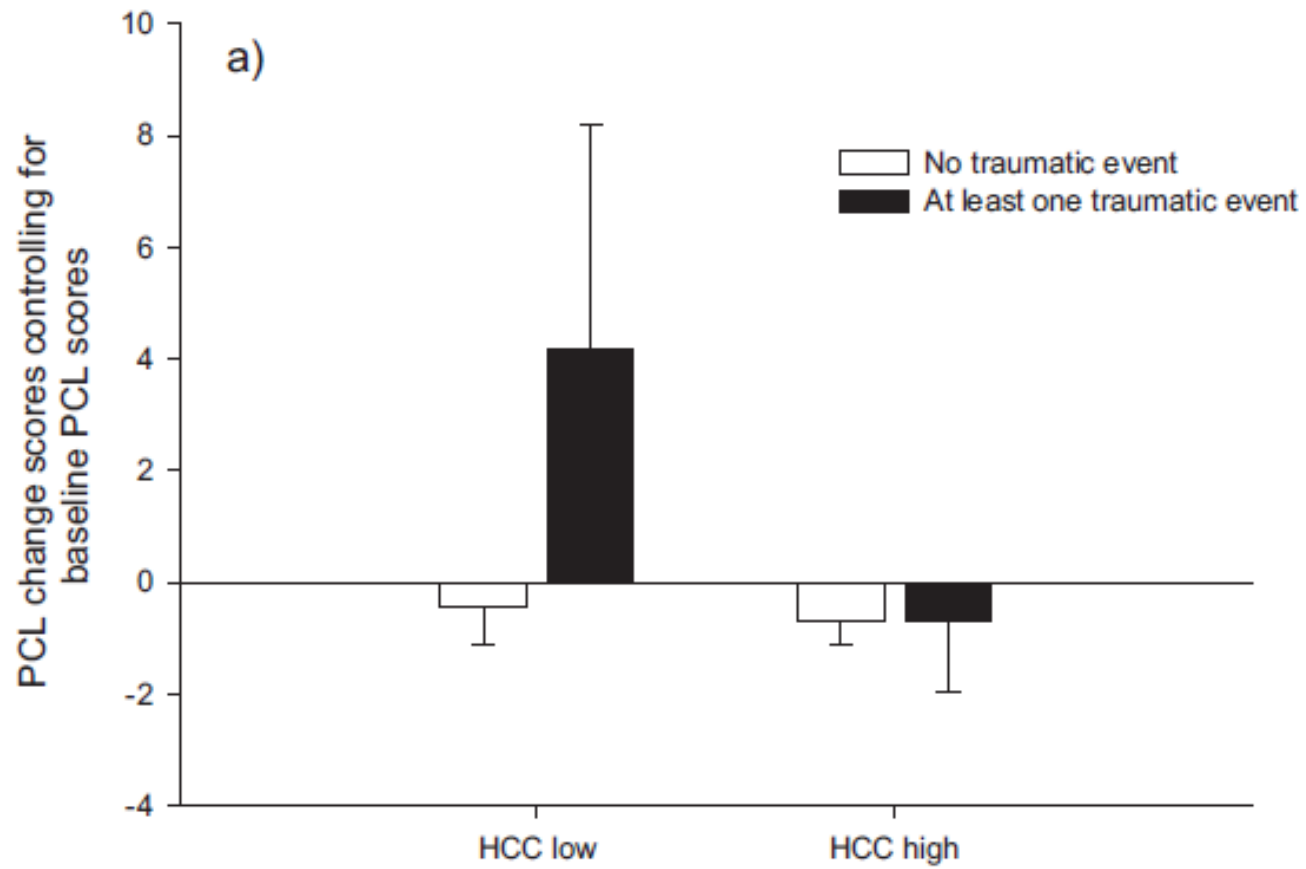 a)
No traumatic event
At least one traumatic event
PCL change scores controlling for
baseline PCL scores
10
8
6
4
2
0
-2
-4
HCC low
HCC high